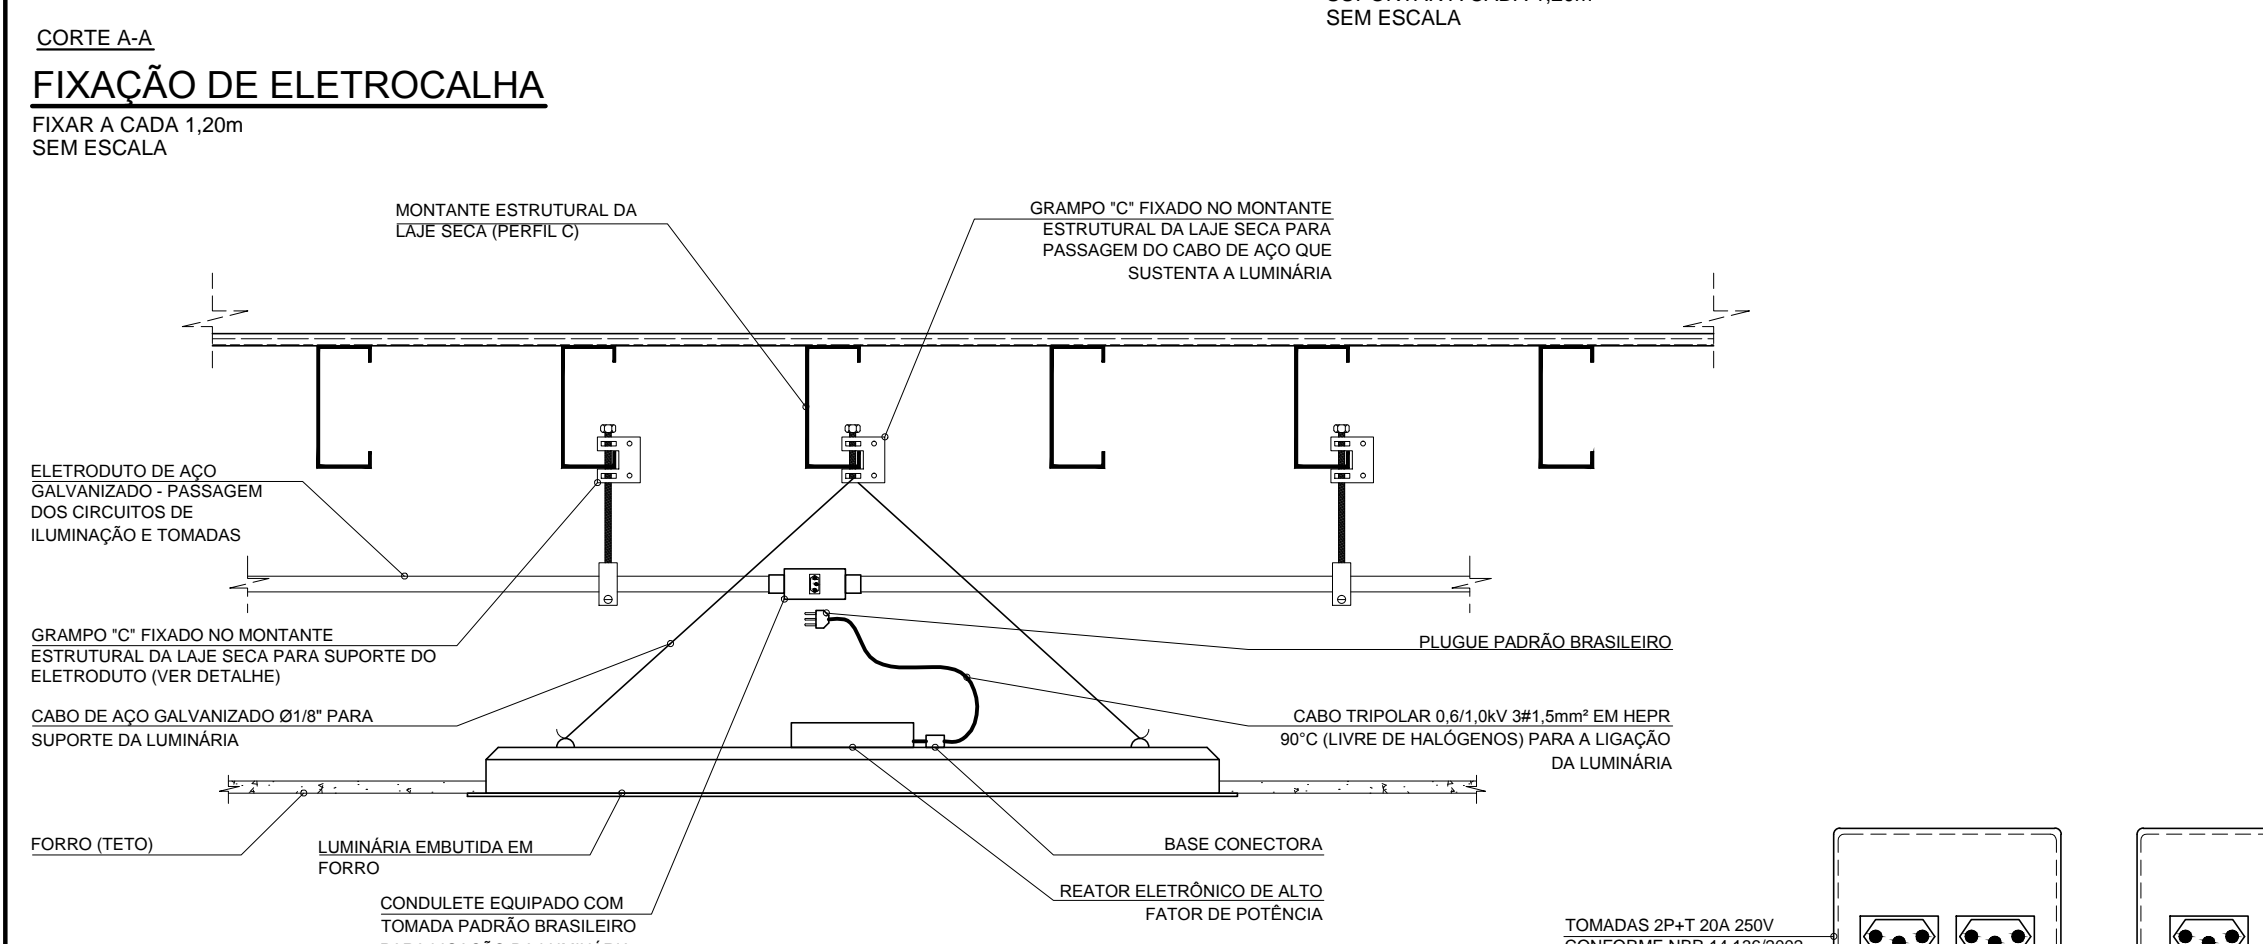 SEM ESCALA
CORTE A-A
FIXAÇÃO DE ELETROCALHA
FIXAR A CADA 1,20m
SEM ESCALA
MONTANTE ESTRUTURAL DA
LAJE SECA (PERFIL C)
GRAMPO "C" FIXADO NO MONTANTE
ESTRUTURAL DA LAJE SECA PARA
PASSAGEM DO CABO DE AÇO QUE
SUSTENTA A LUMINÁRIA
ELETRODUTO DE AÇO
GALVANIZADO - PASSAGEM
DOS CIRCUITOS DE
ILUMINAÇÃO E TOMADAS
GRAMPO "C" FIXADO NO MONTANTE
ESTRUTURAL DA LAJE SECA PARA SUPORTE DO
ELETRODUTO (VER DETALHE)
CABO DE AÇO GALVANIZADO Ø1/8" PARA
SUPORTE DA LUMINÁRIA
PLUGUE PADRÃO BRASILEIRO
CABO TRIPOLAR 0,6/1,0kV 3#1,5mm² EM HEPR
90°C (LIVRE DE HALÓGENOS) PARA A LIGAÇÃO
DA LUMINÁRIA
FORRO (TETO)
LUMINÁRIA EMBUTIDA EM
FORRO
BASE CONECTORA
REATOR ELETRÔNICO DE ALTO
FATOR DE POTÊNCIA
CONDULETE EQUIPADO COM
TOMADA PADRÃO BRASILEIRO
TOMADAS 2P+T 20A 250V
CONFORME NBR 14.136/2002